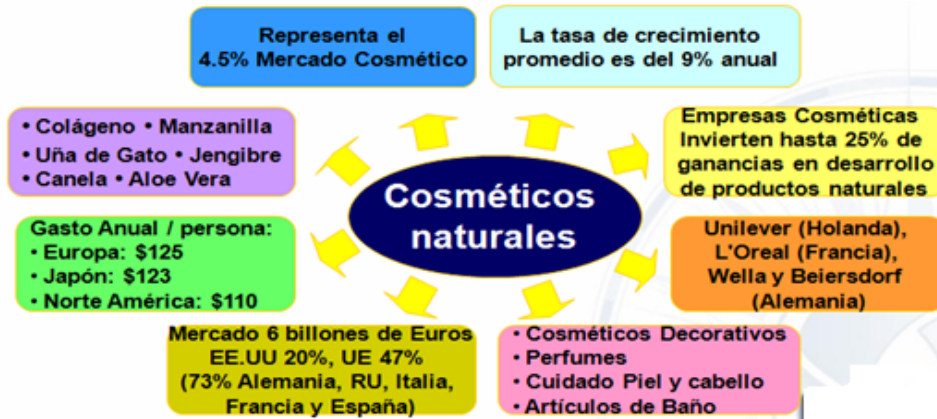 Representa el
4.5% Mercado Cosmético
La tasa de crecimiento
promedio es del 9% anual
• Colágeno • Manzanilla
• Uña de Gato • Jengibre
• Canela • Aloe Vera
Empresas Cosméticas
Invierten hasta 25% de
ganancias en desarrollo
de productos naturales
Cosméticos
naturales
Gasto Anual / persona:
• Europa: $125
• Japón: $123
• Norte América: $110
Unilever (Holanda),
L'Oreal (Francia),
Wella y Beiersdorf
(Alemania)
Mercado 6 billones de Euros
EE.UU 20%, UE 47%
(73% Alemania, RU, Italia,
Francia y España)
• Cosméticos Decorativos
• Perfumes
• Cuidado Piel y cabello
• Artículos de Baño